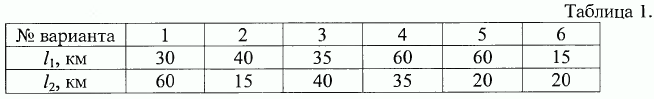 Таблица 1.
№ варианта 1 2 3 4 5 6
l₁, км 30 40 35 60 60 15
l₂, км 60 15 40 35 20 20